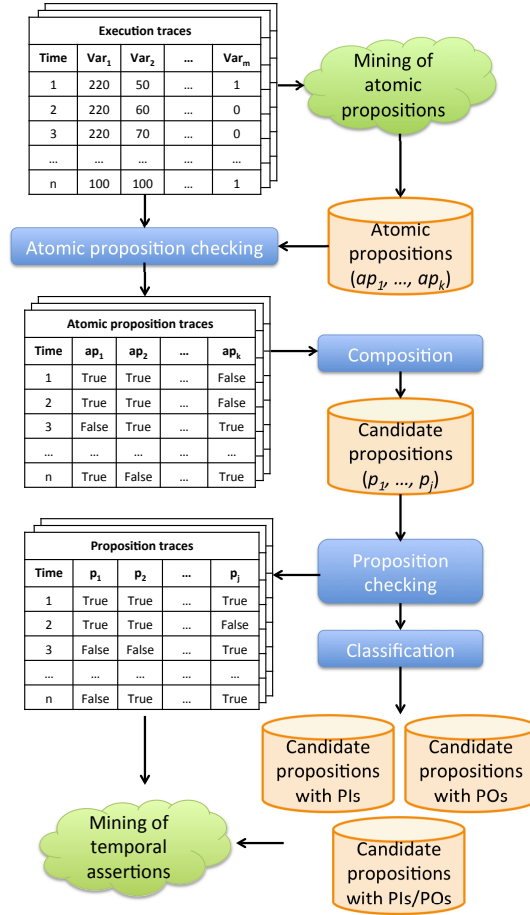 Execution traces
Time Var1 Var2 … Varm
1 220 50 … 1
2 220 60 … 0
3 220 70 … 0
… … … … …
n 100 100 … 1
Mining of
atomic
propositions
Atomic
propositions
(ap1, …, apk)
Atomic proposition checking
Atomic proposition traces
Time ap1 ap2 … apk
1 True True … False
2 True True … False
3 False True … True
… … … … …
n True False … True
Composition
Candidate
propositions
(p1, …, pj)
Proposition
checking
Proposition traces
Time p1 p2 … pj
1 True True … True
2 True True … False
3 False False … True
… … … … …
n False True … True
Classification
Candidate
propositions
with PIs
Candidate
propositions
with POs
Candidate
propositions
with PIs/POs
Mining of
temporal
assertions